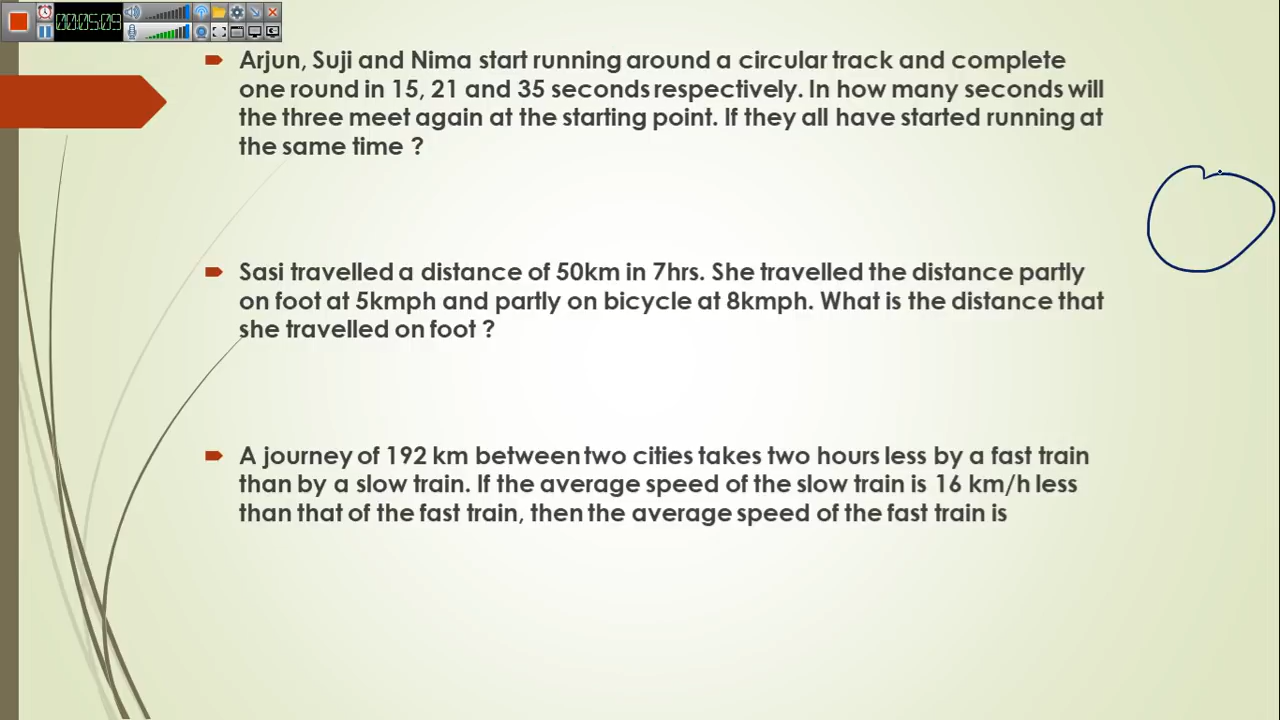 00:05:09
Arjun, Suji and Nima start running around a circular track and complete
one round in 15, 21 and 35 seconds respectively. In how many seconds will
the three meet again at the starting point. If they all have started running at
the same time ?
Sasi travelled a distance of 50km in 7hrs. She travelled the distance partly
on foot at 5kmph and partly on bicycle at 8kmph. What is the distance that
she travelled on foot ?
A journey of 192 km between two cities takes two hours less by a fast train
than by a slow train. If the average speed of the slow train is 16 km/h less
than that of the fast train, then the average speed of the fast train is